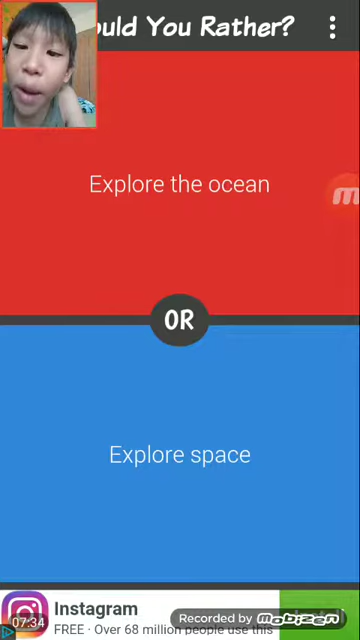 ould You Rather?
Explore the ocean
OR
Explore space
Instagram
07:34
FREE · Over 68 million people use this
Recorded by mobizen